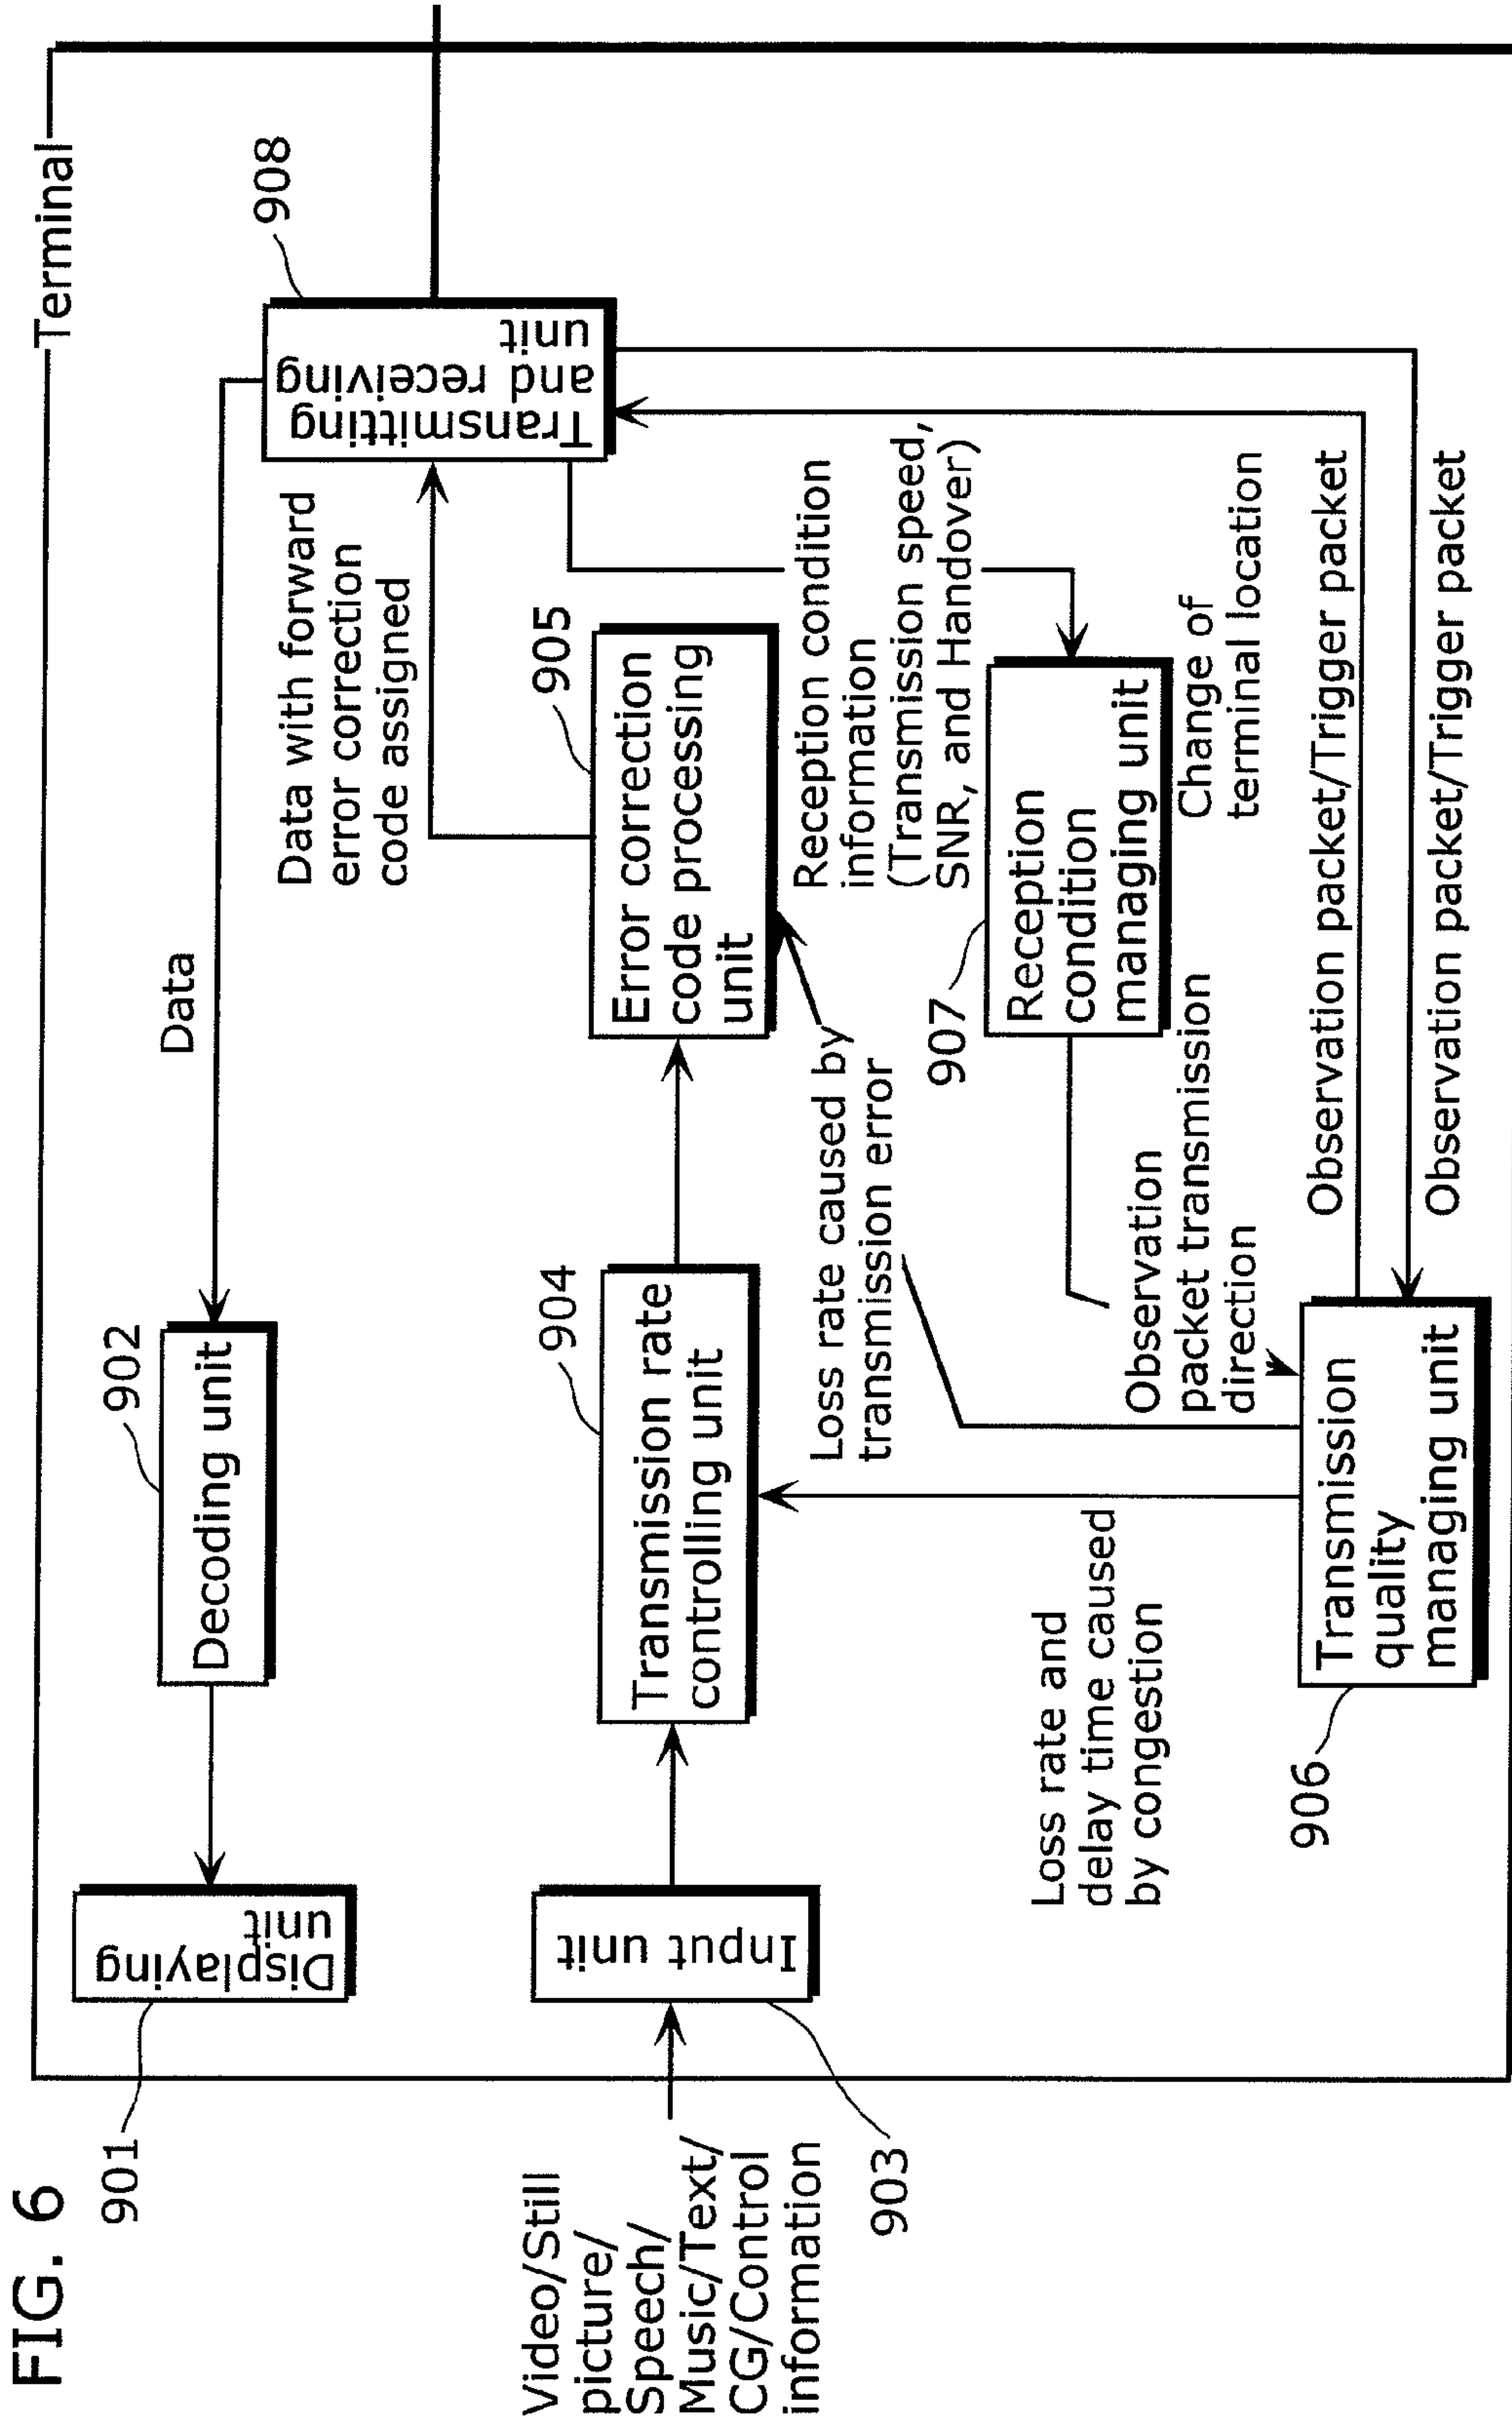 FIG. 6
Terminal
901
Displaying
unit
902
Decoding unit
Data
908
Transmitting
and receiving
unit
Data with forward
error correction
code assigned
Video/Still
picture/
Speech/
Music/Text/
CG/Control
information
903
Input unit
904
Transmission rate
controlling unit
905
Error correction
code processing
unit
Loss rate caused by
transmission error
Reception condition
information
(Transmission speed,
SNR, and Handover)
907
Reception
condition
managing unit
Change of
terminal location
Loss rate and
delay time caused
by congestion
Observation
packet transmission
direction
906
Transmission
quality
managing unit
Observation packet/Trigger packet
Observation packet/Trigger packet